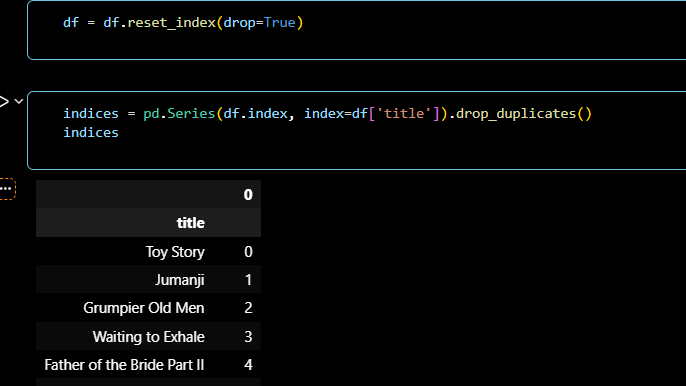 df = df.reset_index(drop=True)
indices = pd.Series(df.index, index=df['title']).drop_duplicates()
indices
0
title
Toy Story 0
Jumanji 1
Grumpier Old Men 2
Waiting to Exhale 3
Father of the Bride Part II 4